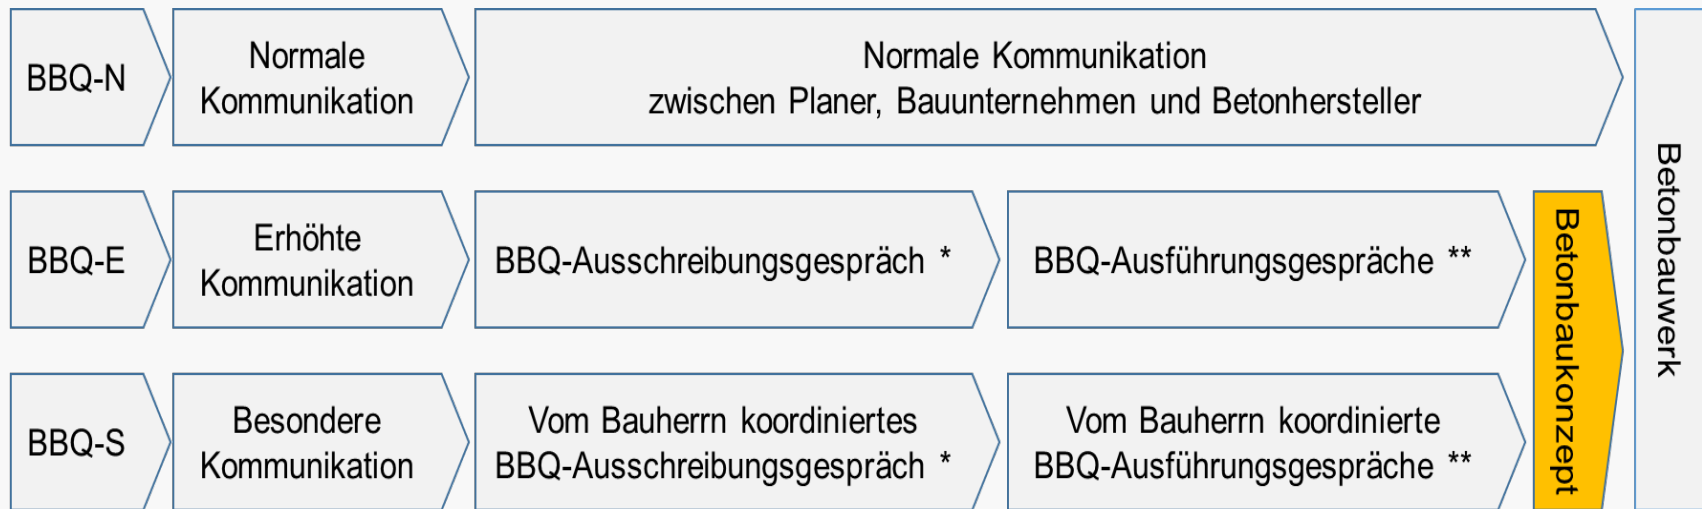 BBQ-N
Normale
Kommunikation
Normale Kommunikation
zwischen Planer, Bauunternehmen und Betonhersteller
BBQ-E
Erhöhte
Kommunikation
BBQ-Ausschreibungsgespräch *
BBQ-Ausführungsgespräche **
BBQ-S
Besondere
Kommunikation
Vom Bauherrn koordiniertes
BBQ-Ausschreibungsgespräch *
Vom Bauherrn koordinierte
BBQ-Ausführungsgespräche **
Betonbaukonzept
Betonbauwerk